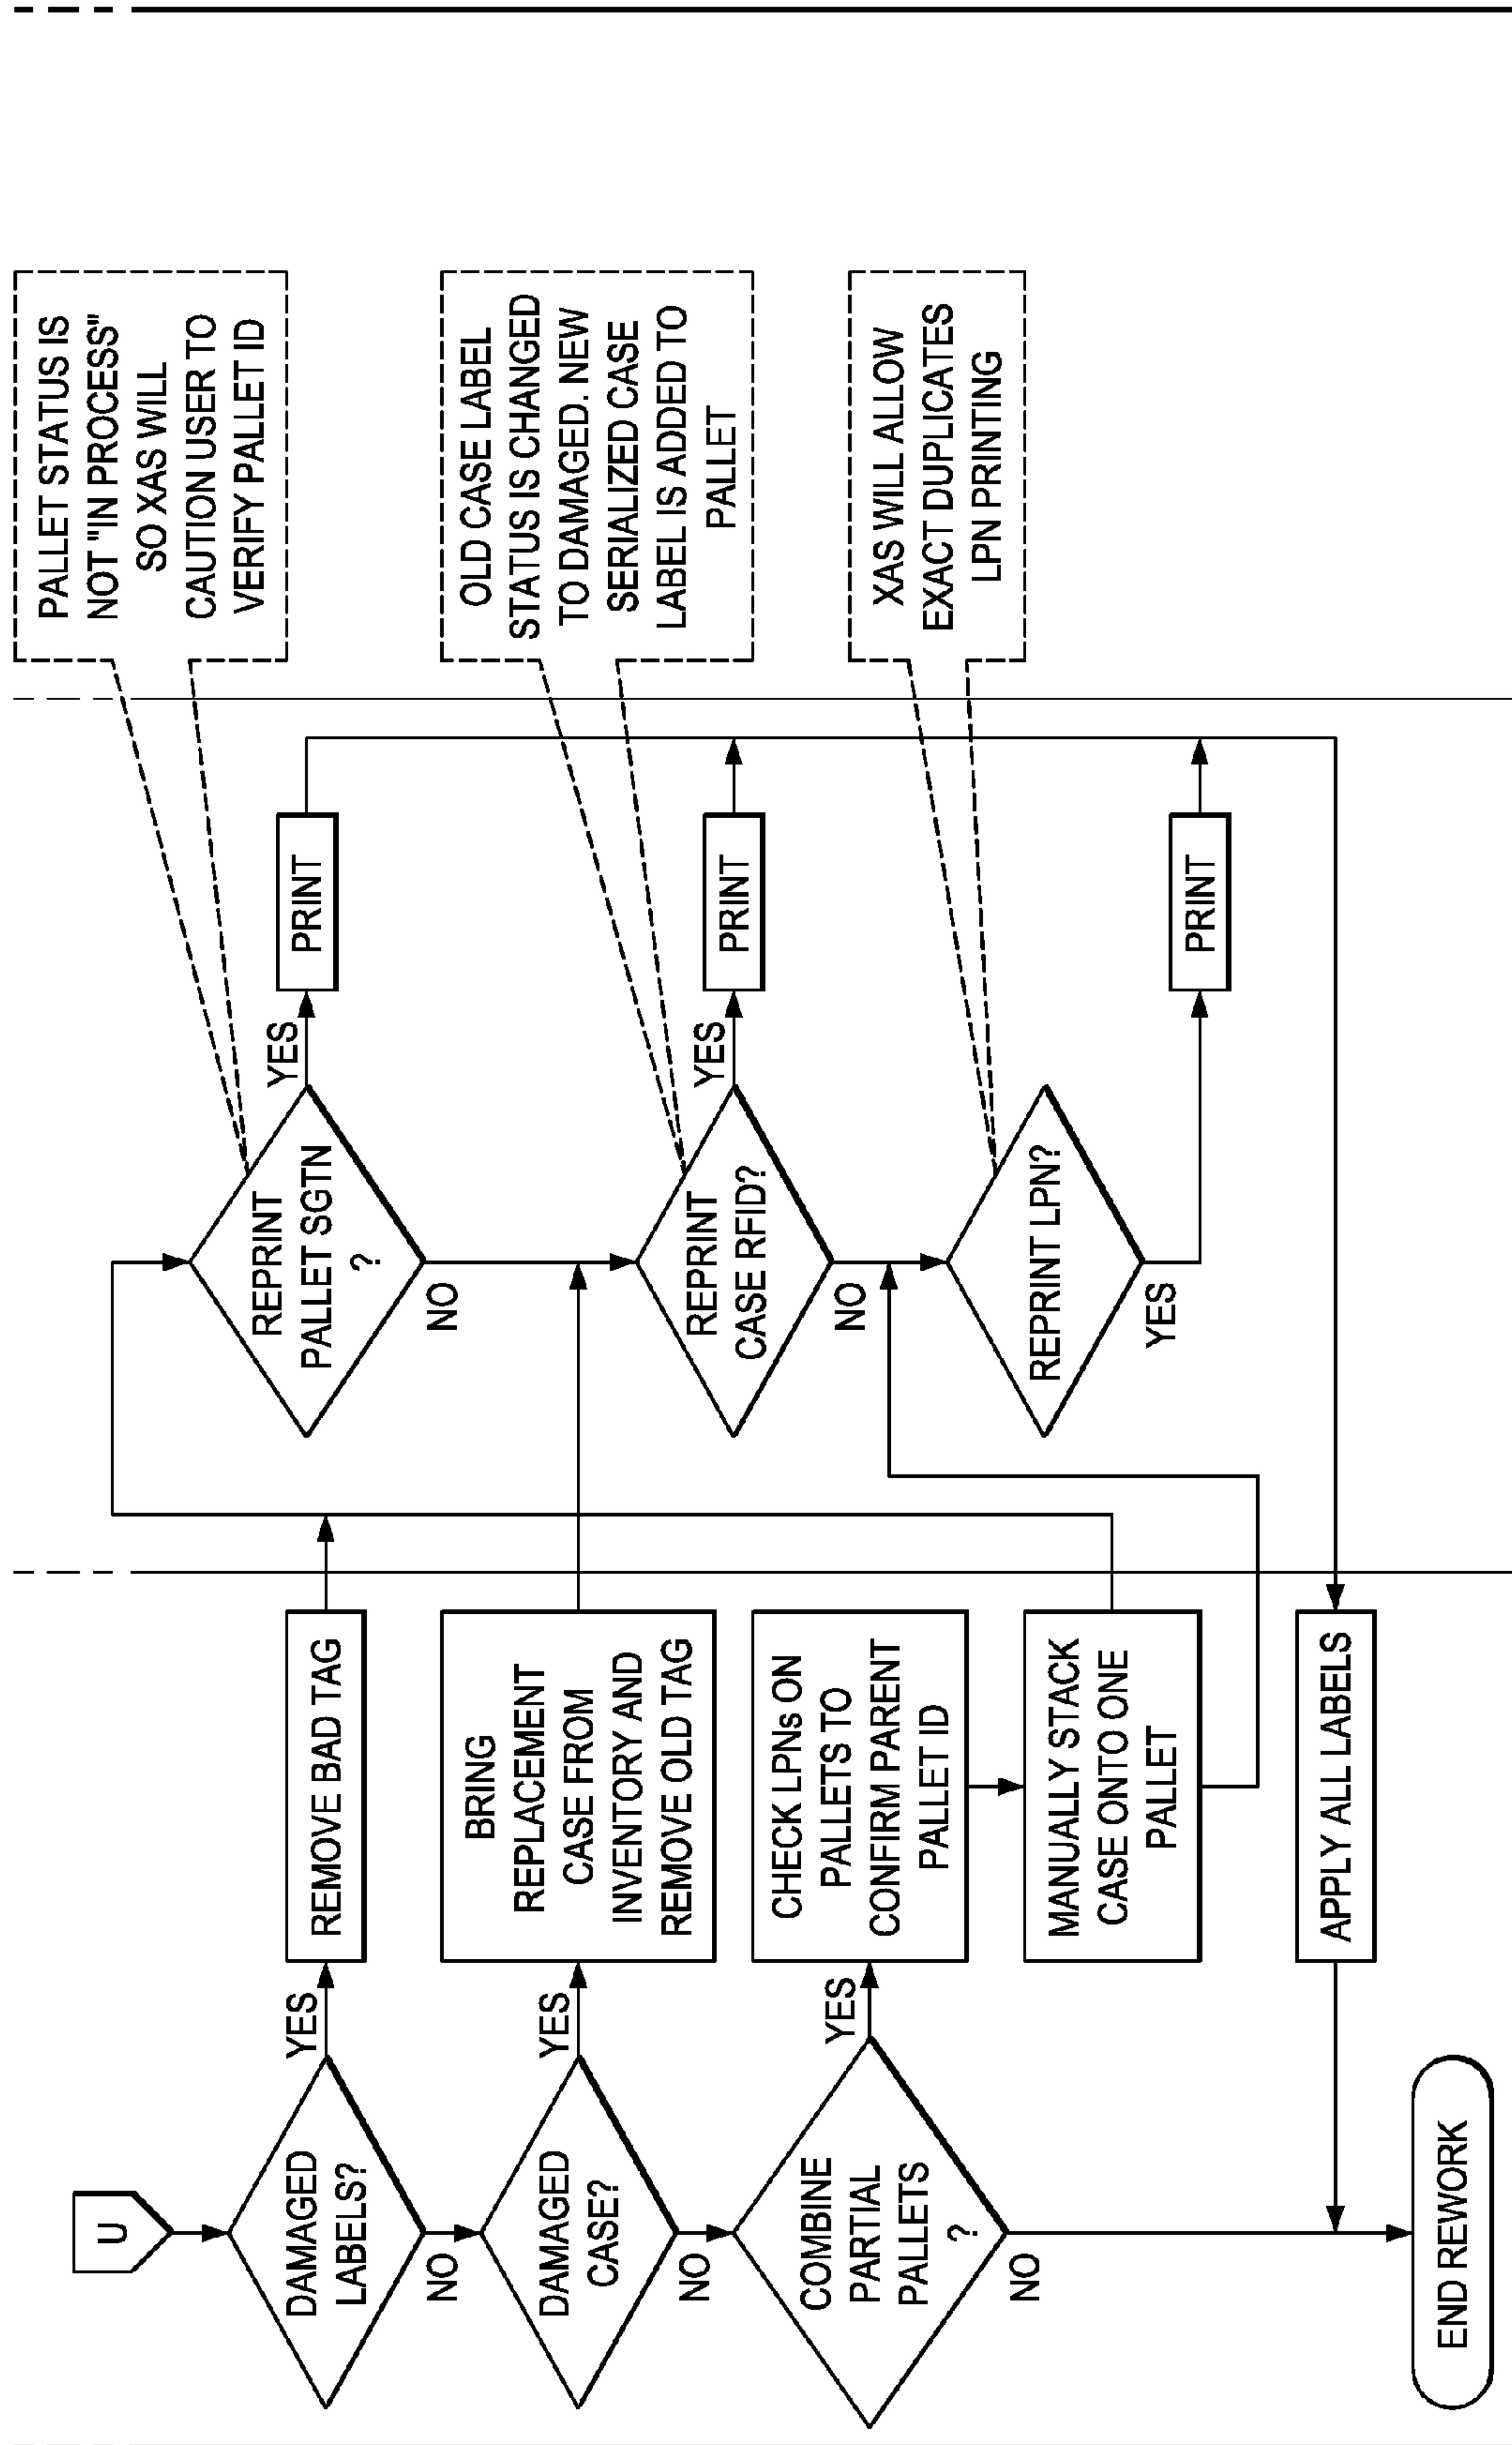 U
DAMAGED
LABELS?
YES
NO
REMOVE BAD TAG
DAMAGED
CASE?
YES
NO
BRING
REPLACEMENT
CASE FROM
INVENTORY AND
REMOVE OLD TAG
COMBINE
PARTIAL
PALLETS
?
YES
NO
CHECK LPNs ON
PALLETS TO
CONFIRM PARENT
PALLET ID
MANUALLY STACK
CASE ONTO ONE
PALLET
APPLY ALL LABELS
END REWORK
REPRINT
PALLET SGTN
?
YES
NO
PRINT
REPRINT
CASE RFID?
YES
NO
PRINT
REPRINT LPN?
YES
PRINT
PALLET STATUS IS
NOT "IN PROCESS"
SO XAS WILL
CAUTION USER TO
VERIFY PALLET ID
OLD CASE LABEL
STATUS IS CHANGED
TO DAMAGED. NEW
SERIALIZED CASE
LABEL IS ADDED TO
PALLET
XAS WILL ALLOW
EXACT DUPLICATES
LPN PRINTING